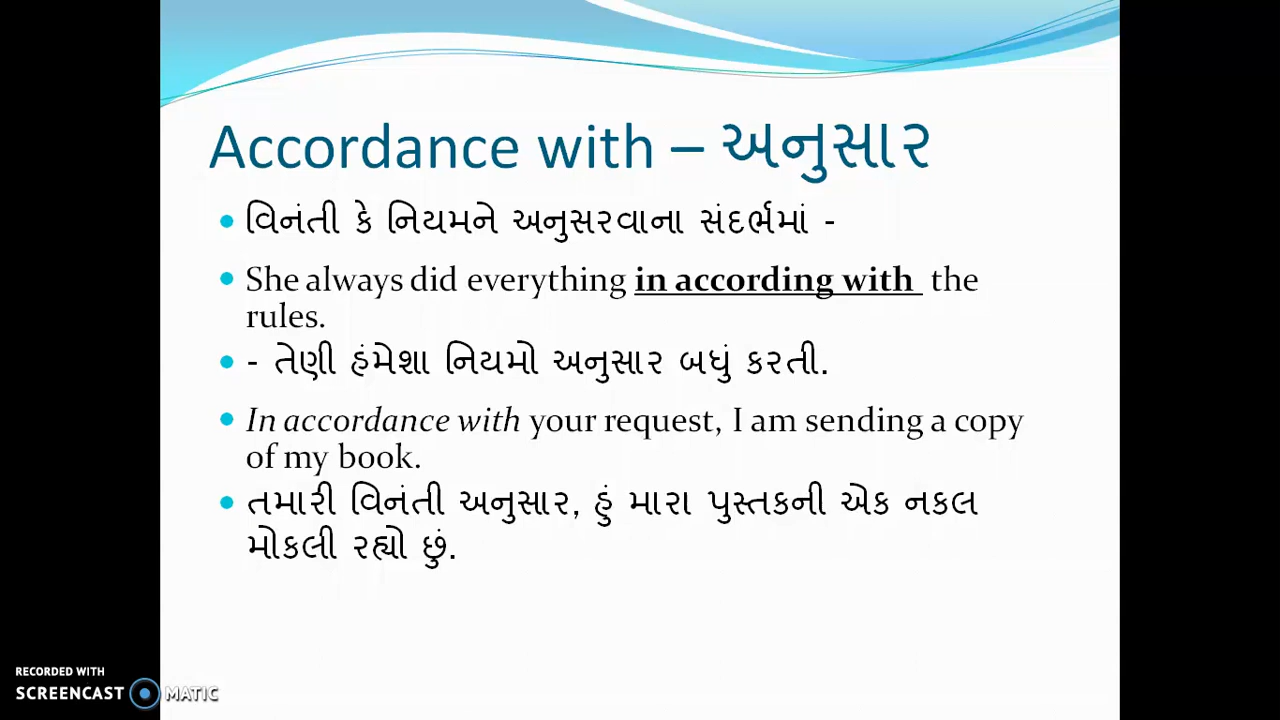 Accordance with – અનુસાર
• વિનંતી કે નિયમને અનુસરવાના સંદર્ભમાં -
• She always did everything in according with the
rules.
• - તેણી હંમેશા નિયમો અનુસાર બધું કરતી.
• In accordance with your request, I am sending a copy
of my book.
• તમારી વિનંતી અનુસાર, હું મારા પુસ્તકની એક નકલ
મોકલી રહ્યો છું.
RECORDED WITH
SCREENCAST MATIC